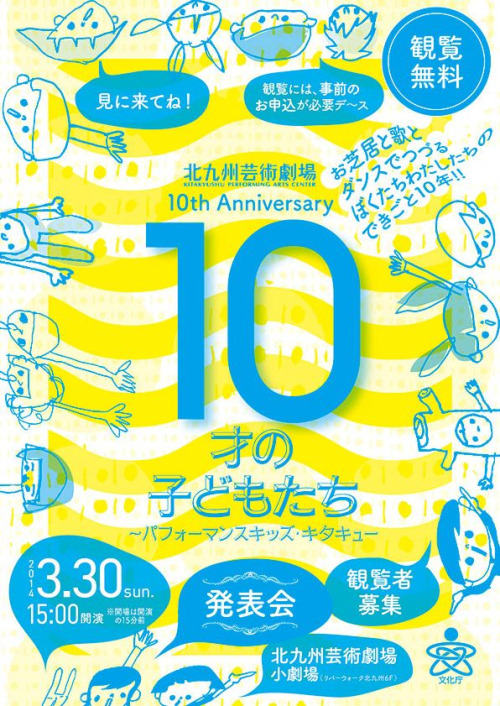 見に来てね！
観覧には、事前の
お申込が必要デ〜ス
観覧
無料
お芝居と歌と
ダンスでつづる
ぼくたちわたしたちの
できごと10年!!
北九州芸術劇場
KITAKYUSHU PERFORMING ARTS CENTER
10th Anniversary
10
才の
子どもたち
〜パフォーマンスキッズ・キタキュー
2014
3.30sun.
15:00開演 ※開場は開演
の15分前
発表会
観覧者
募集
北九州芸術劇場
小劇場（リバーウォーク北九州6F）
文化庁